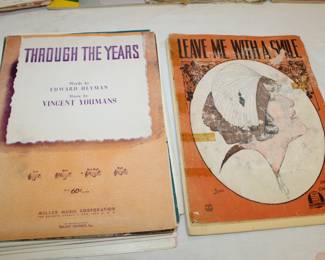 THROUGH THE YEARS
Words by
EDWARD HEYMAN
Music by
VINCENT YOUMANS
60¢
MILLER MUSIC CORPORATION
LEAVE ME WITH A SMILE